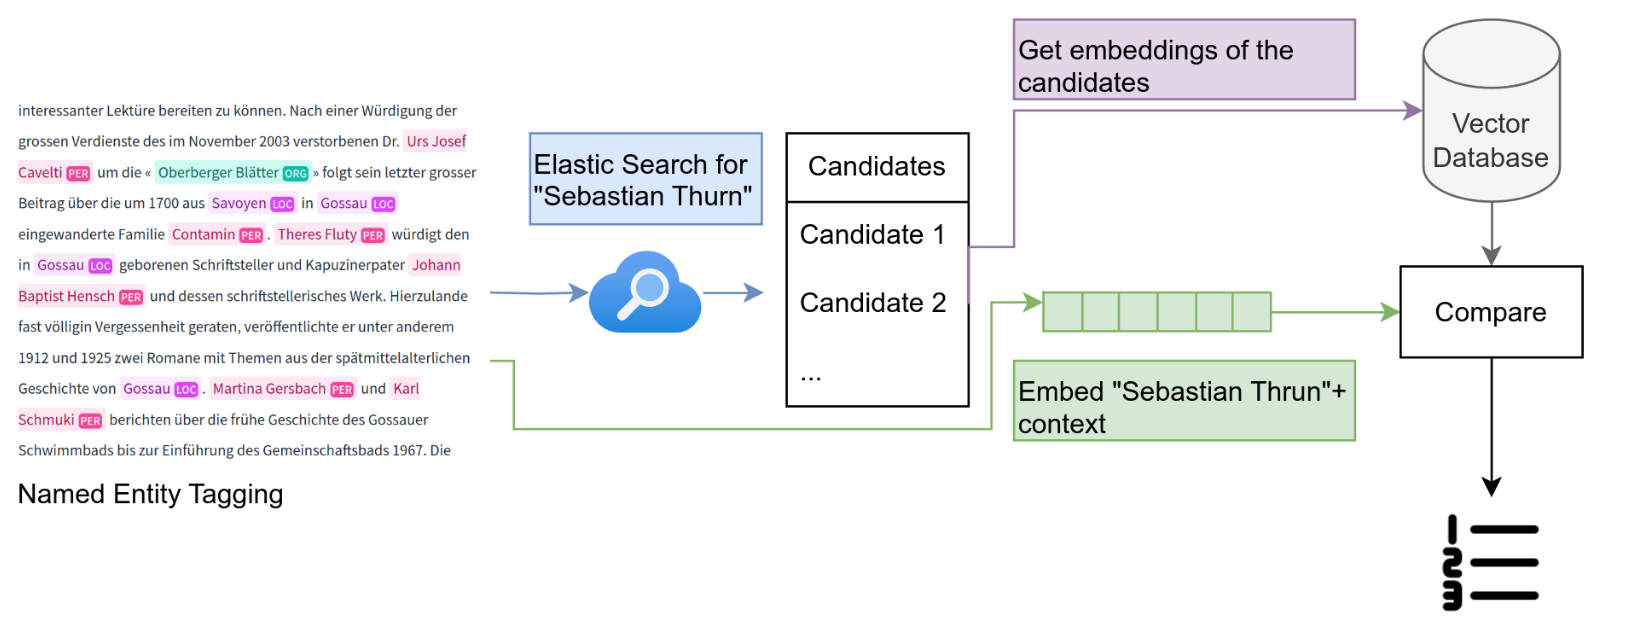 interessanter Lektüre bereiten zu können. Nach einer Würdigung der
grossen Verdienste des im November 2003 verstorbenen Dr. Urs Josef
Cavelti PER um die « Oberberger Blätter ORG » folgt sein letzter grosser
Beitrag über die um 1700 aus Savoyen LOC in Gossau LOC
eingewanderte Familie Contamin PER . Theres Fluty PER würdigt den
in Gossau LOC geborenen Schriftsteller und Kapuzinerpater Johann
Baptist Hensch PER und dessen schriftstellerisches Werk. Hierzulande
fast völligin Vergessenheit geraten, veröffentlichte er unter anderem
1912 und 1925 zwei Romane mit Themen aus der spätmittelalterlichen
Geschichte von Gossau LOC . Martina Gersbach PER und Karl
Schmuki PER berichten über die frühe Geschichte des Gossauer
Schwimmbads bis zur Einführung des Gemeinschaftsbads 1967. Die
Named Entity Tagging
Elastic Search for
"Sebastian Thurn"
Candidates
Candidate 1
Candidate 2
...
Get embeddings of the
candidates
Vector
Database
Embed "Sebastian Thrun"+
context
Compare
1
2
3